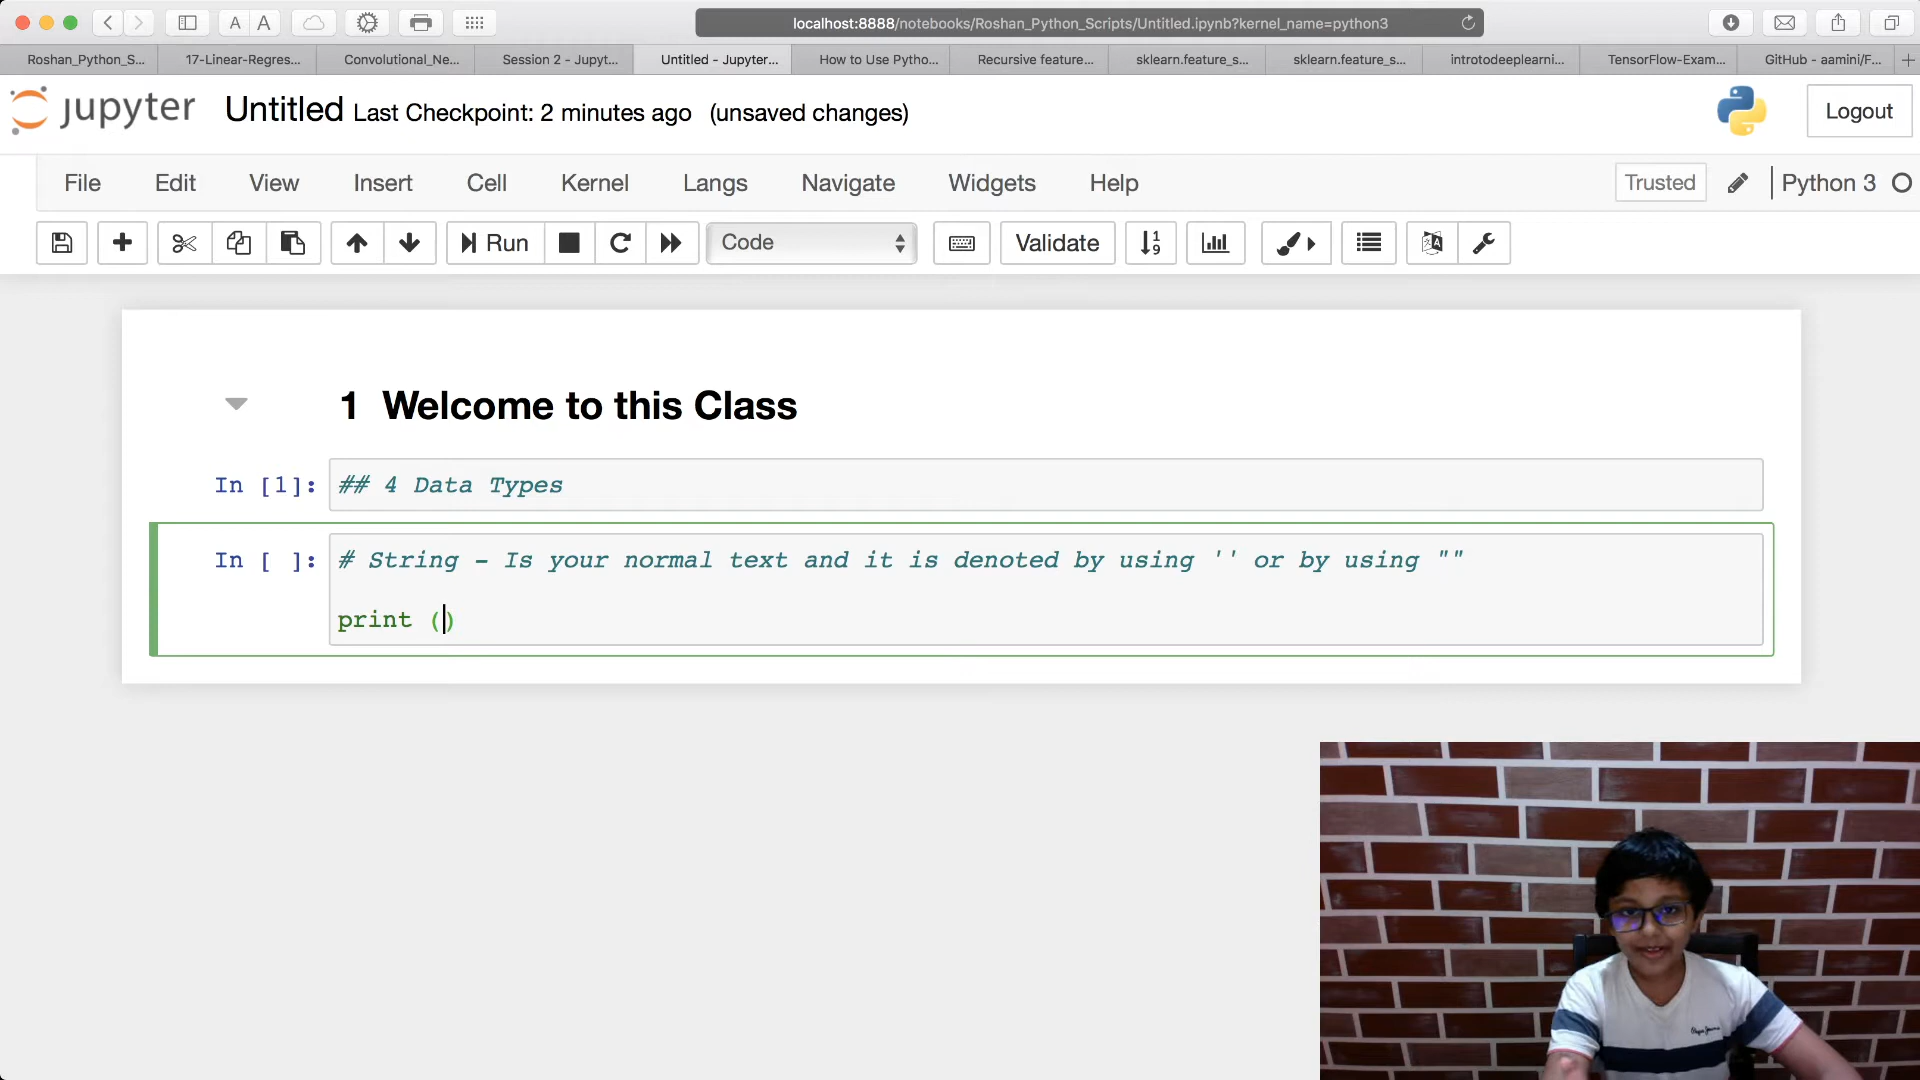 localhost:8888/notebooks/Roshan_Python_Scripts/Untitled.ipynb?kernel_name=python3
A A
Roshan_Python_S... 17-Linear-Regres... Convolutional_Ne... Session 2 - Jupyt... Untitled - Jupyter... How to Use Pytho... Recursive feature... sklearn.feature_s... sklearn.feature_s... introtodeeplearni... TensorFlow-Exam... GitHub - aamini/F...
jupyter Untitled Last Checkpoint: 2 minutes ago (unsaved changes) Logout
File Edit View Insert Cell Kernel Langs Navigate Widgets Help Trusted Python 3
Run Code Validate
1 Welcome to this Class
In [1]: ## 4 Data Types
In [ ]: # String - Is your normal text and it is denoted by using '' or by using ""
print ()
Pepe Jeans